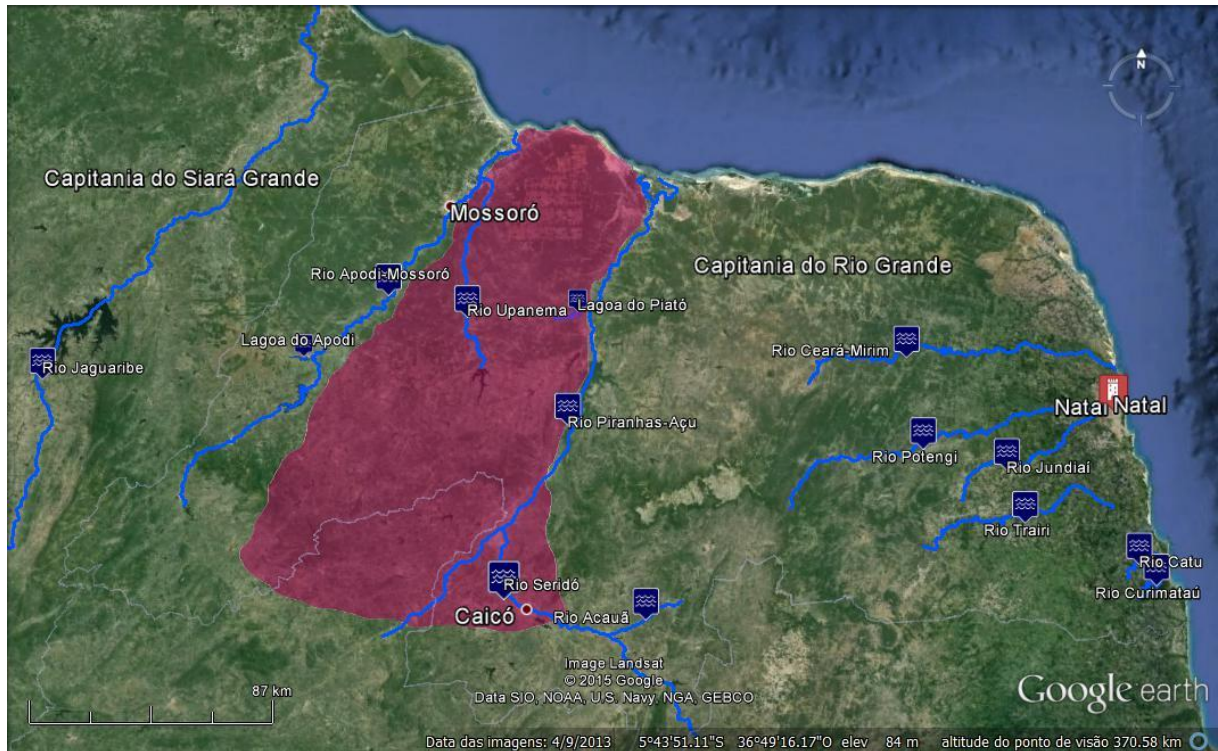 N
Capitania do Siará Grande
Mossoró
Capitania do Rio Grande
Rio Apodi-Mossoró
Rio Upanema
Lagoa do Piató
Lagoa do Apodi
Rio Ceará-Mirim
Rio Jaguaribe
Natal Natal
Rio Piranhas-Açu
Rio Potengi
Rio Jundiaí
Rio Trairi
Rio Catu
Rio Seridó
Rio Curimataú
Caicó
Rio Acauã
Image Landsat
© 2015 Google
Data SIO, NOAA, U.S. Navy, NGA, GEBCO
87 km
Google earth
Data das imagens: 4/9/2013 5°43'51.11"S 36°49'16.17"O elev 84 m altitude do ponto de visão 370.58 km